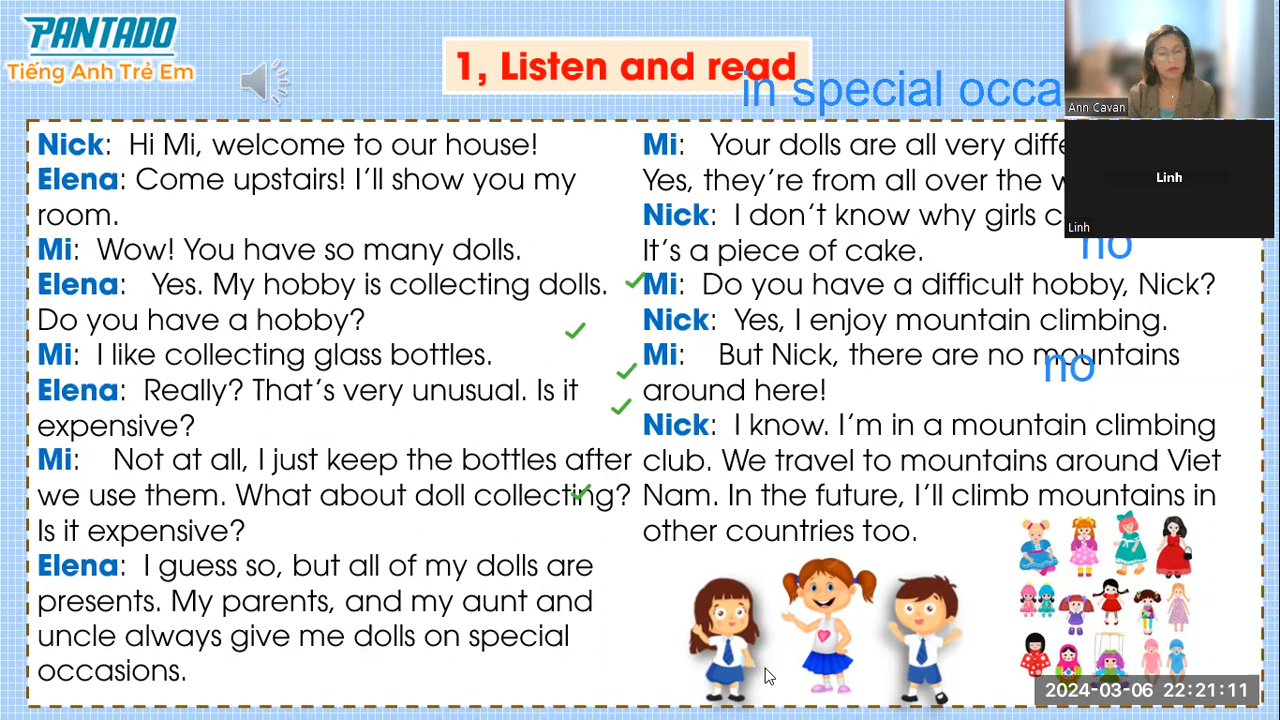 PANTADO
Tiếng Anh Trẻ Em
1, Listen and read
in special occa
Ann Cavan
Linh
Linh
Nick: Hi Mi, welcome to our house!
Elena: Come upstairs! I'll show you my
room.
Mi: Wow! You have so many dolls.
Elena: Yes. My hobby is collecting dolls.
Do you have a hobby?
Mi: I like collecting glass bottles.
Elena: Really? That's very unusual. Is it
expensive?
Mi: Not at all, I just keep the bottles after
we use them. What about doll collecting?
Is it expensive?
Elena: I guess so, but all of my dolls are
presents. My parents, and my aunt and
uncle always give me dolls on special
occasions.
Mi: Your dolls are all very
Yes, they're from all over the
Nick: I don't know why girls
It's a piece of cake.
no
Mi: Do you have a difficult hobby, Nick?
Nick: Yes, I enjoy mountain climbing.
Mi: But Nick, there are no mountains
no
around here!
Nick: I know. I'm in a mountain climbing
club. We travel to mountains around Viet
Nam. In the future, I'll climb mountains in
other countries too.
2024-03-06 22:21:11